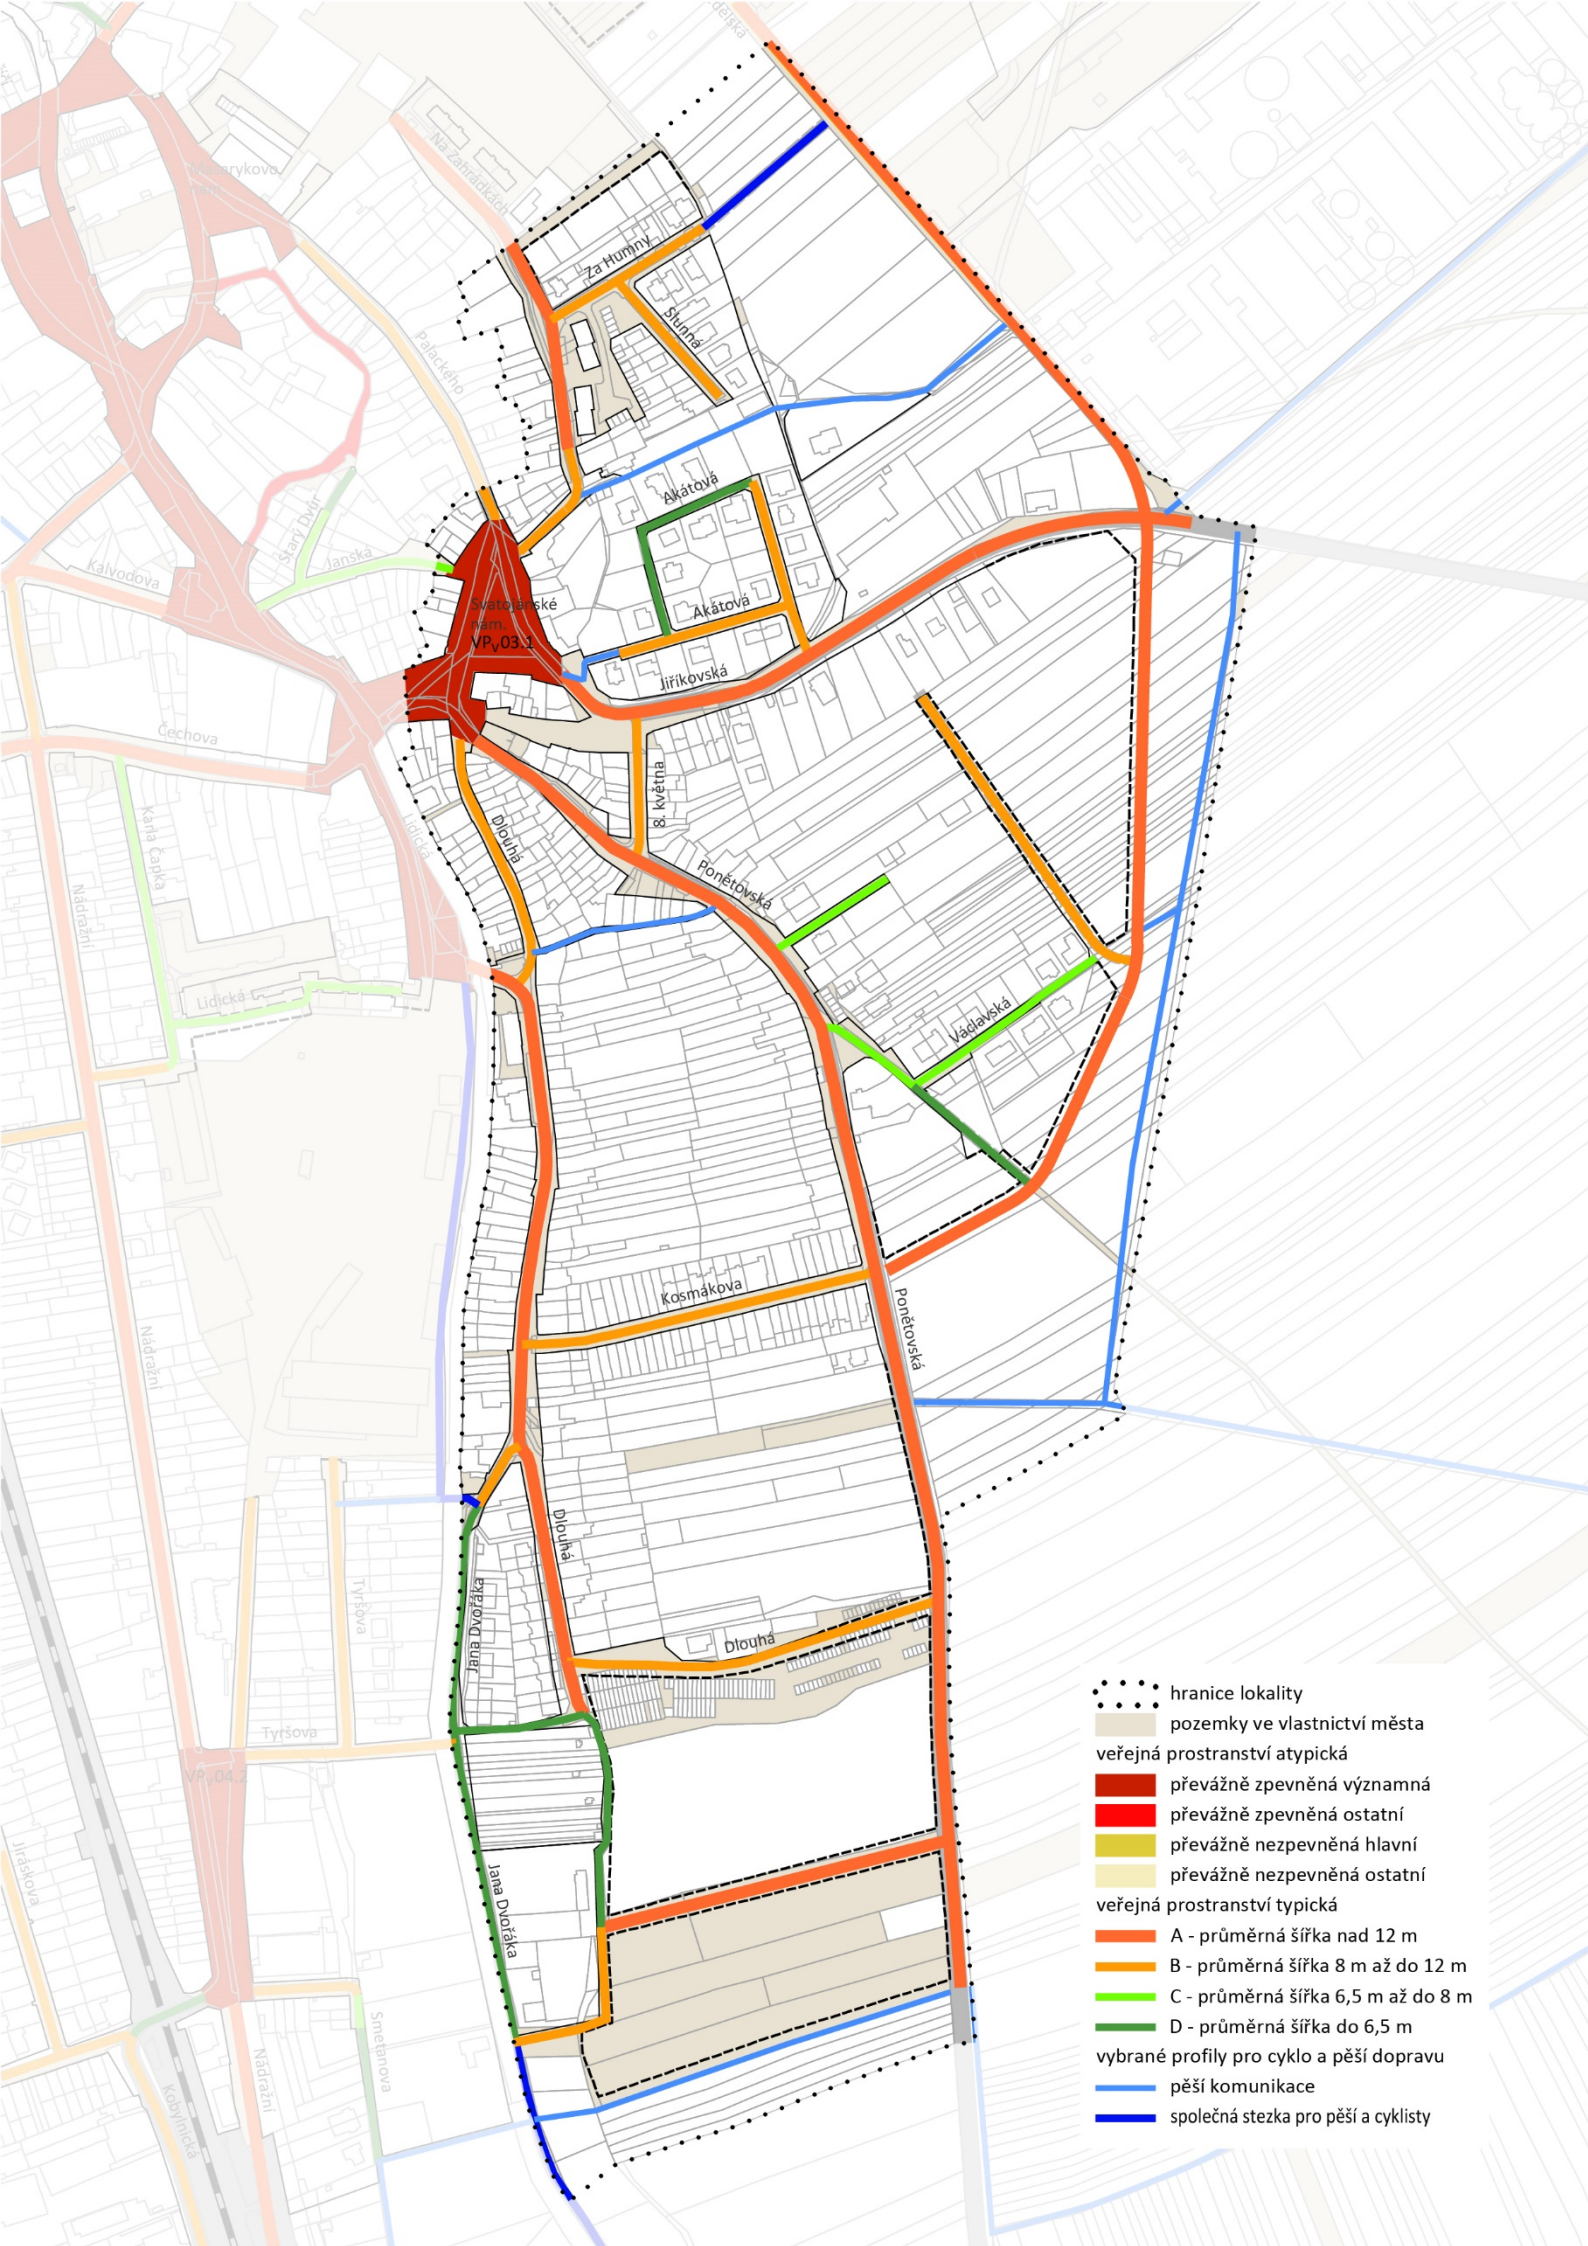 Na Zahrádkách
Palackého
Za Humny
Slunná
Akátová
Starý Dvůr
Janská
Kalvodova
Svatojánské
nám.
VPv03.1
Akátová
Jiříkovská
Čechova
Karla Čapka
Lidická
8. května
Dlouhá
Ponětovská
Nádražní
Lidická
Václavská
Kosmákova
Ponětovská
Nádražní
Dlouhá
Jana Dvořáka
Tyršova
Dlouhá
Tyršova
VPv04.2
Jiráskova
Jana Dvořáka
Smetanova
Nádražní
Kobylnická
hranice lokality
pozemky ve vlastnictví města
veřejná prostranství atypická
převážně zpevněná významná
převážně zpevněná ostatní
převážně nezpevněná hlavní
převážně nezpevněná ostatní
veřejná prostranství typická
A - průměrná šířka nad 12 m
B - průměrná šířka 8 m až do 12 m
C - průměrná šířka 6,5 m až do 8 m
D - průměrná šířka do 6,5 m
vybrané profily pro cyklo a pěší dopravu
pěší komunikace
společná stezka pro pěší a cyklisty